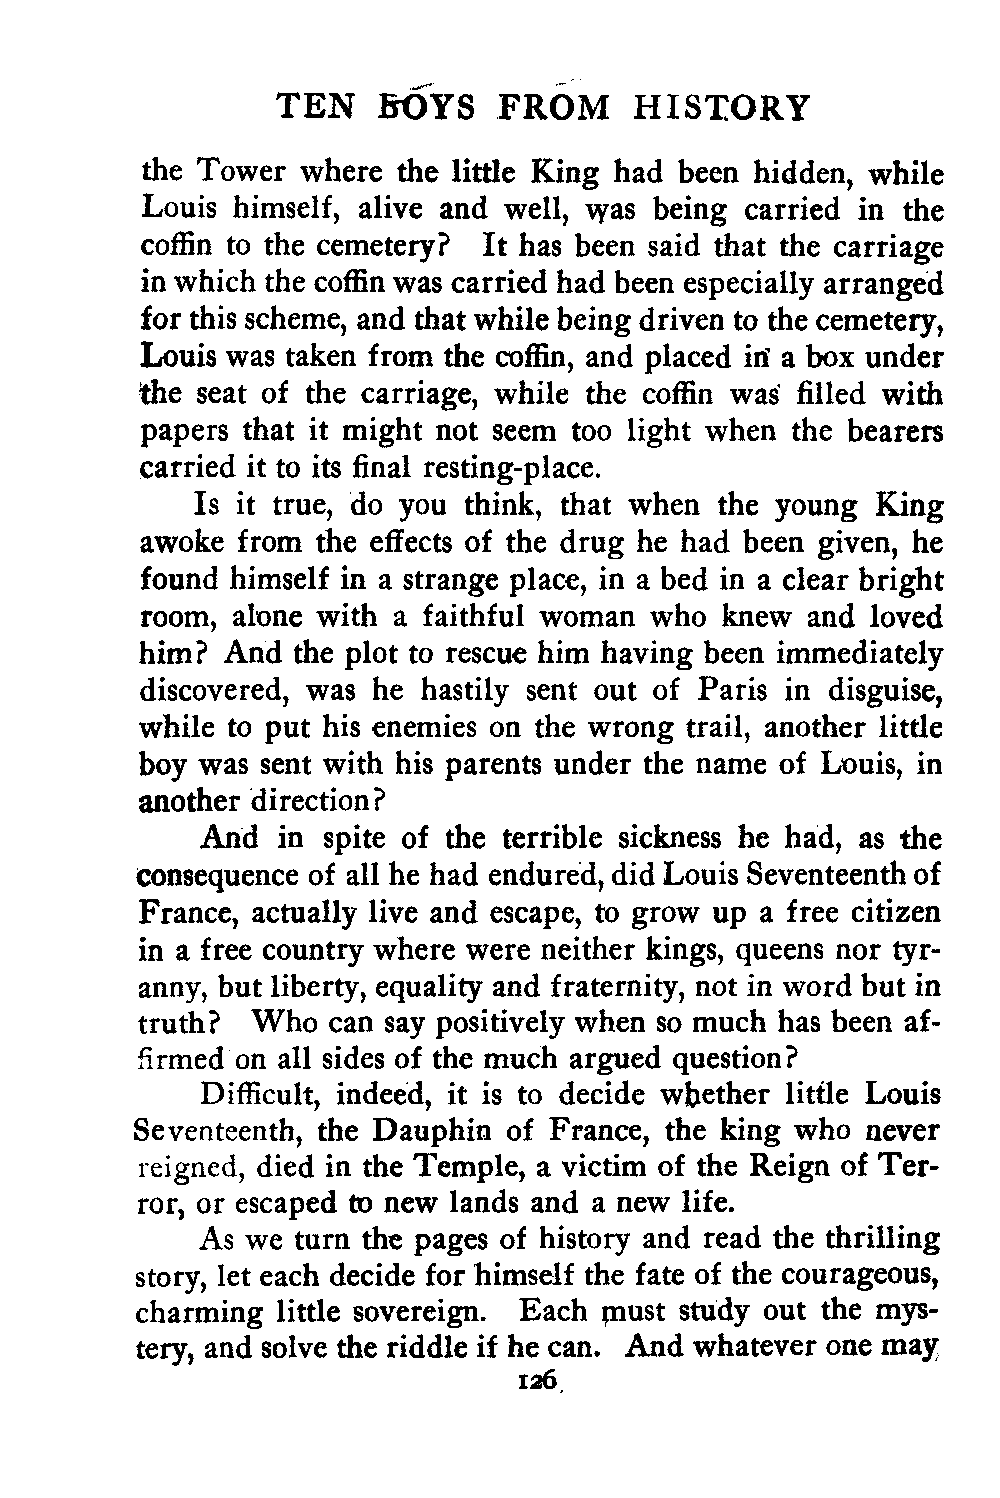 TEN BOYS FROM HISTORY
the Tower where the little King had been hidden, while
Louis himself, alive and well, was being carried in the
coffin to the cemetery? It has been said that the carriage
in which the coffin was carried had been especially arranged
for this scheme, and that while being driven to the cemetery,
Louis was taken from the coffin, and placed in a box under
the seat of the carriage, while the coffin was filled with
papers that it might not seem too light when the bearers
carried it to its final resting-place.
Is it true, do you think, that when the young King
awoke from the effects of the drug he had been given, he
found himself in a strange place, in a bed in a clear bright
room, alone with a faithful woman who knew and loved
him? And the plot to rescue him having been immediately
discovered, was he hastily sent out of Paris in disguise,
while to put his enemies on the wrong trail, another little
boy was sent with his parents under the name of Louis, in
another direction?
And in spite of the terrible sickness he had, as the
consequence of all he had endured, did Louis Seventeenth of
France, actually live and escape, to grow up a free citizen
in a free country where were neither kings, queens nor tyr-
anny, but liberty, equality and fraternity, not in word but in
truth? Who can say positively when so much has been af-
firmed on all sides of the much argued question?
Difficult, indeed, it is to decide whether little Louis
Seventeenth, the Dauphin of France, the king who never
reigned, died in the Temple, a victim of the Reign of Ter-
ror, or escaped to new lands and a new life.
As we turn the pages of history and read the thrilling
story, let each decide for himself the fate of the courageous,
charming little sovereign. Each must study out the mys-
tery, and solve the riddle if he can. And whatever one may
126